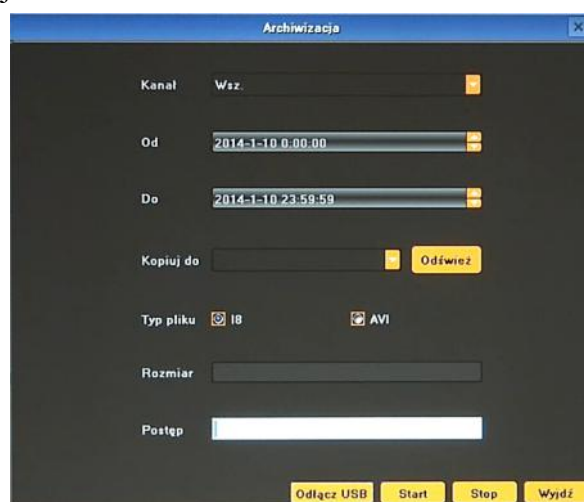 Archiwizacja
Kanał Wsz.
Od 2014-1-10 0:00:00
Do 2014-1-10 23:59:59
Kopiuj do Odśwież
Typ pliku I8 AVI
Rozmiar
Postęp
Odłącz USB Start Stop Wyjdź